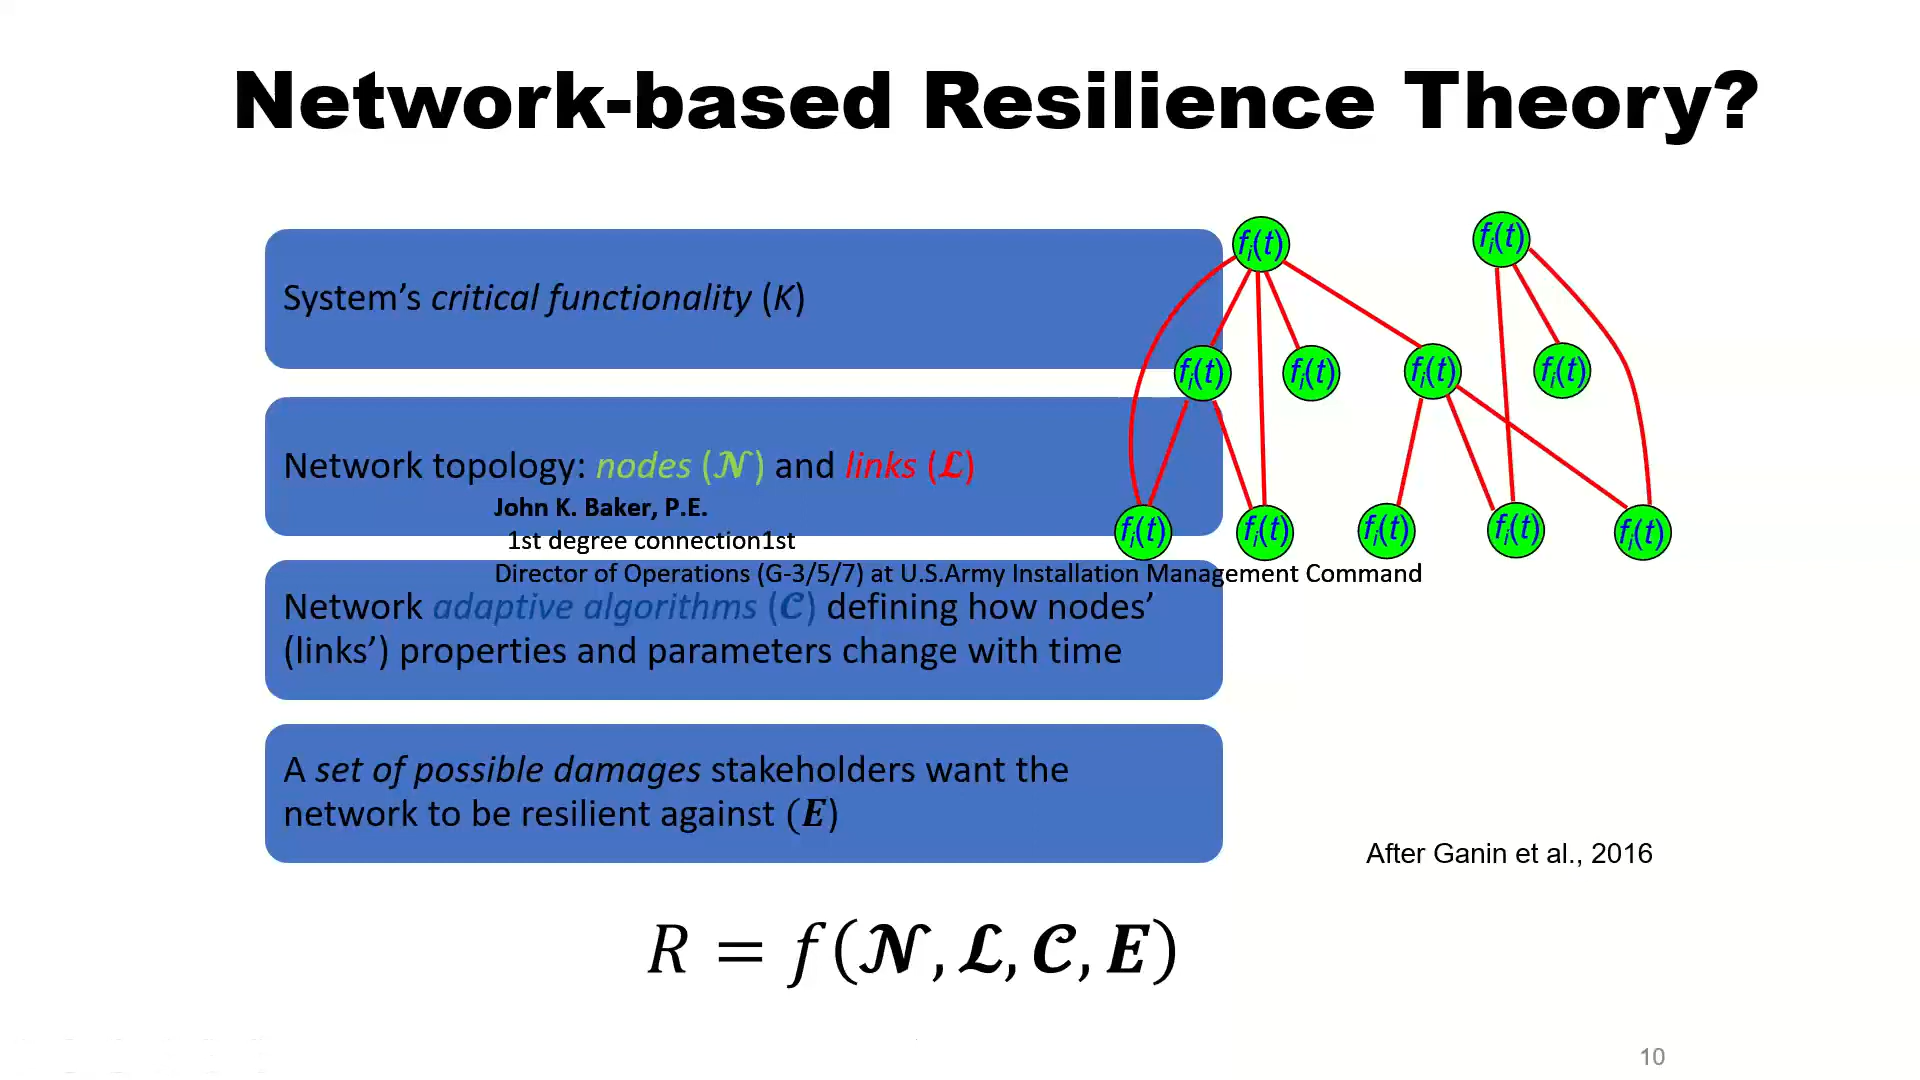 Network-based Resilience Theory?
System’s critical functionality (K)
Network topology: nodes (𝓝) and links (𝓛)
John K. Baker, P.E.
1st degree connection1st
Director of Operations (G-3/5/7) at U.S.Army Installation Management Command
Network adaptive algorithms (𝓒) defining how nodes’
(links’) properties and parameters change with time
A set of possible damages stakeholders want the
network to be resilient against (E)
fi(t)
fi(t)
fi(t)
fi(t)
fi(t)
fi(t)
fi(t)
fi(t)
fi(t)
fi(t)
fi(t)
After Ganin et al., 2016
R = f(𝓝, 𝓛, 𝓒, E)
10